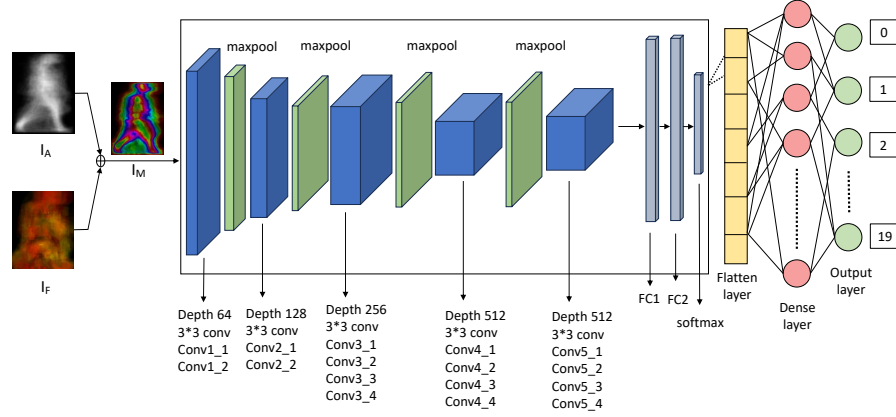 maxpool
maxpool
maxpool
maxpool
I_A
I_M
I_F
0
1
2
19
Flatten
layer
Dense
layer
Output
layer
FC1
FC2
softmax
Depth 64
3*3 conv
Conv1_1
Conv1_2
Depth 128
3*3 conv
Conv2_1
Conv2_2
Depth 256
3*3 conv
Conv3_1
Conv3_2
Conv3_3
Conv3_4
Depth 512
3*3 conv
Conv4_1
Conv4_2
Conv4_3
Conv4_4
Depth 512
3*3 conv
Conv5_1
Conv5_2
Conv5_3
Conv5_4